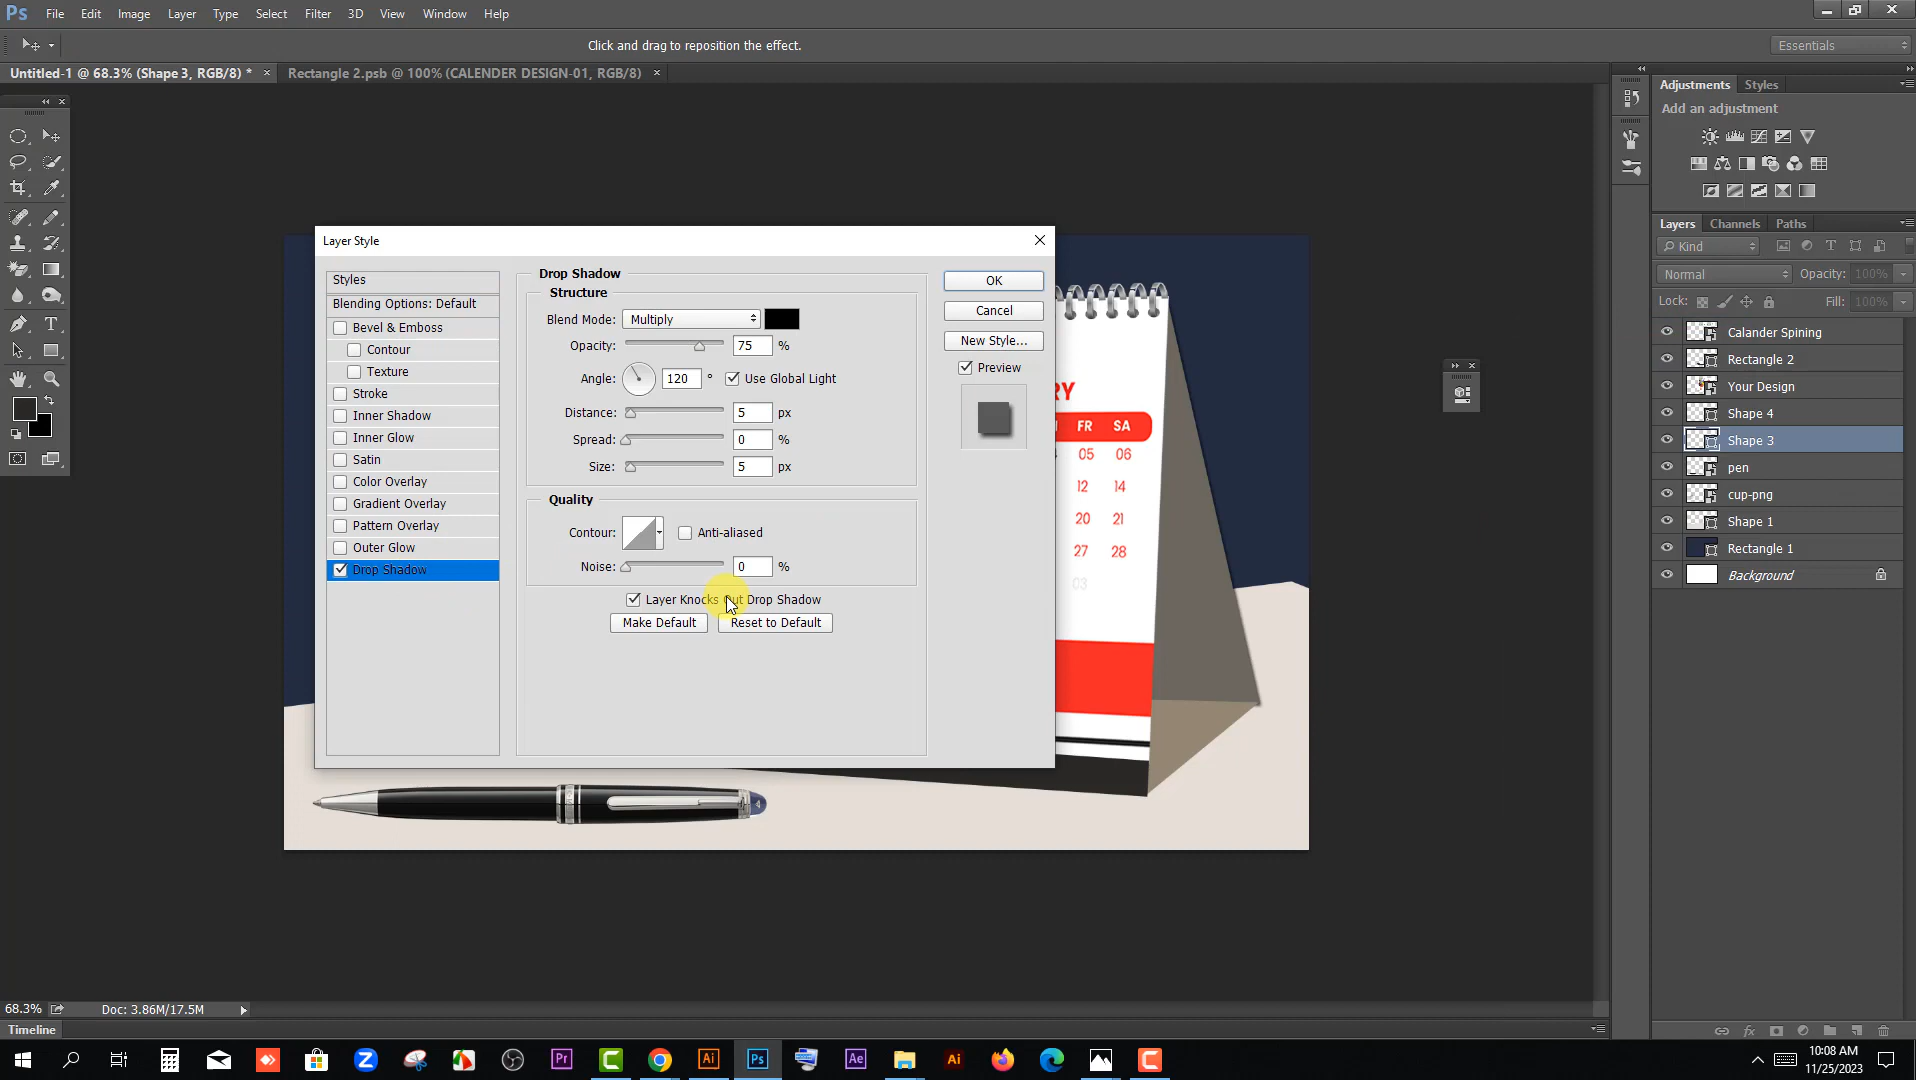 Ps File Edit Image Layer Type Select Filter 3D View Window Help
Click and drag to reposition the effect.
Essentials
Untitled-1 @ 68.3% (Shape 3, RGB/8) * ×
Rectangle 2.psb @ 100% (CALENDER DESIGN-01, RGB/8) ×
Adjustments Styles
Add an adjustment
Layers Channels Paths
Kind
Normal Opacity: 100%
Lock: Fill: 100%
Calander Spining
Rectangle 2
Your Design
Shape 4
Shape 3
pen
cup-png
Shape 1
Rectangle 1
Background
Layer Style
Styles
Blending Options: Default
Bevel & Emboss
Contour
Texture
Stroke
Inner Shadow
Inner Glow
Satin
Color Overlay
Gradient Overlay
Pattern Overlay
Outer Glow
Drop Shadow
Drop Shadow
Structure
Blend Mode: Multiply
Opacity: 75 %
Angle: 120 ° Use Global Light
Distance: 5 px
Spread: 0 %
Size: 5 px
Quality
Contour: Anti-aliased
Noise: 0 %
Layer Knocks Out Drop Shadow
Make Default Reset to Default
OK
Cancel
New Style...
Preview
RY
FR SA
05 06
12 14
20 21
27 28
03
68.3% Doc: 3.86M/17.5M
Timeline
Pr Ai Ps Ae Ai
10:08 AM
11/25/2023